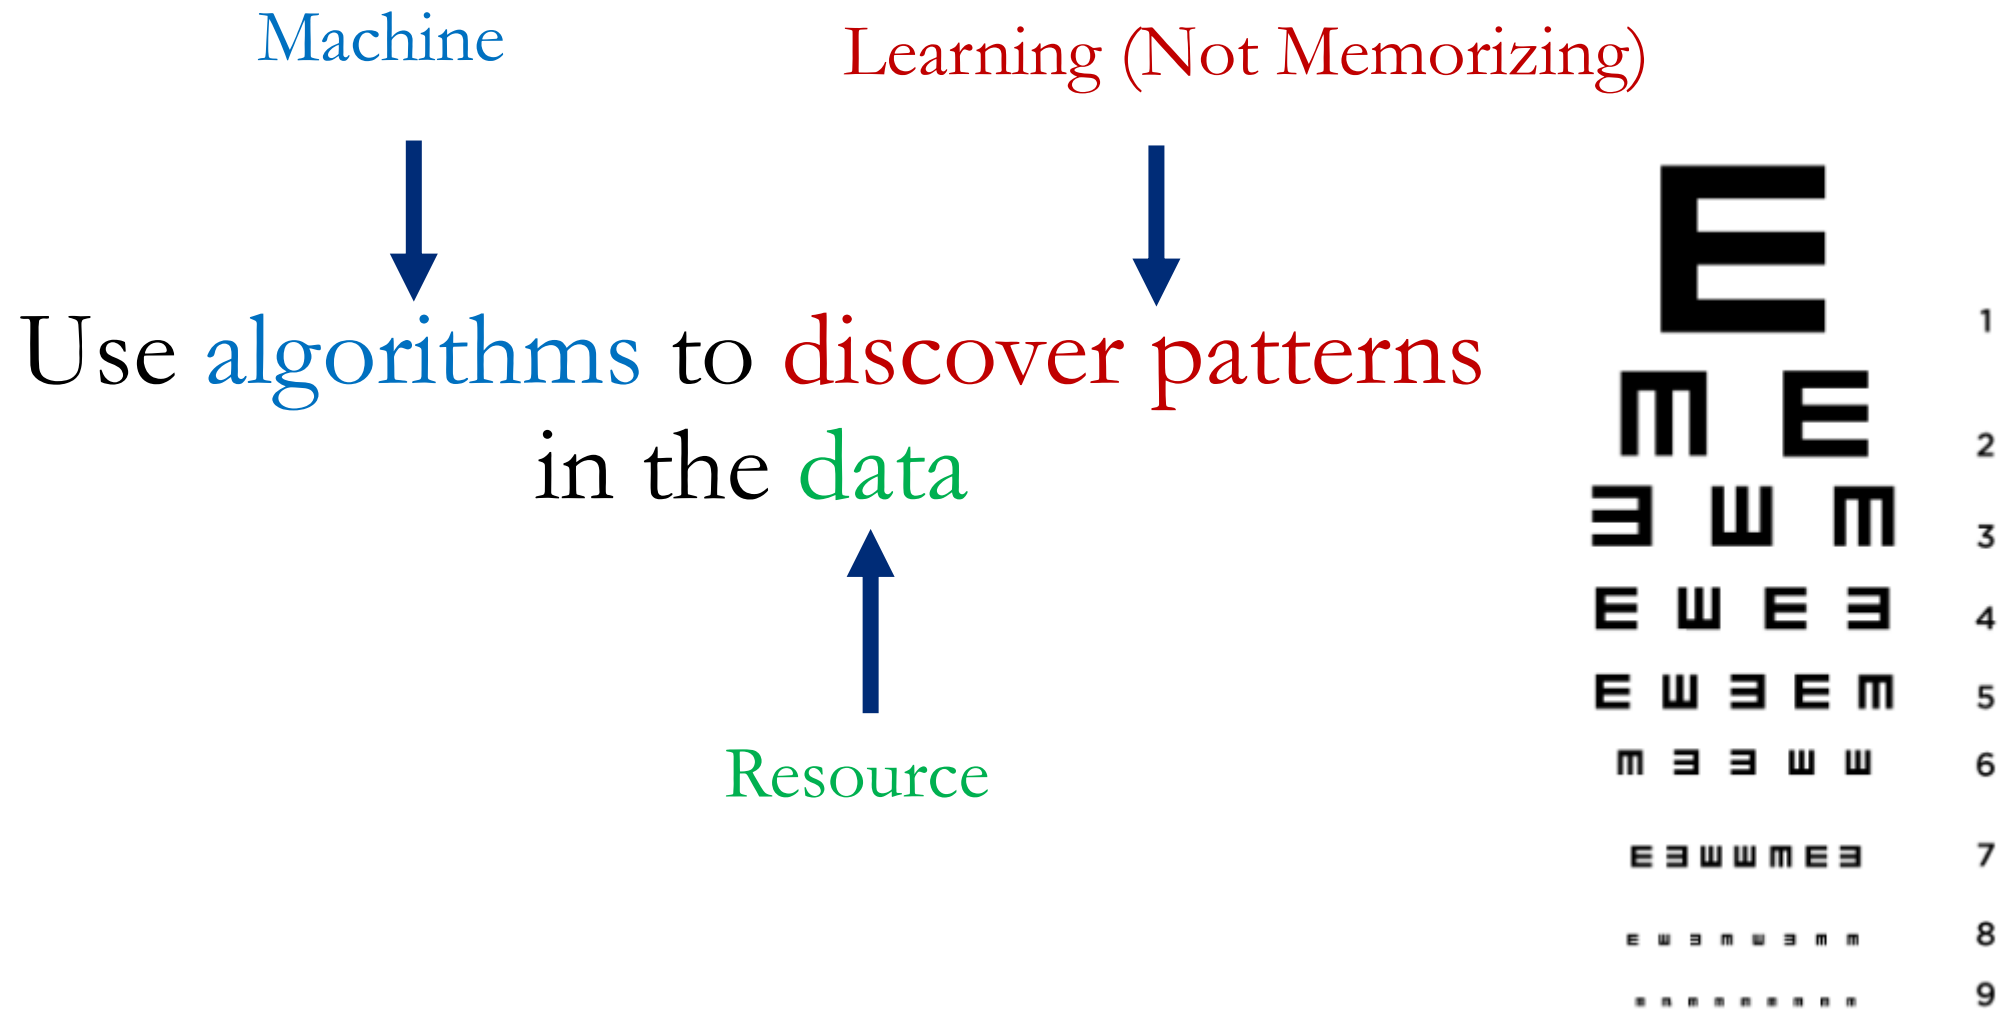 Machine
Learning (Not Memorizing)
Use algorithms to discover patterns
in the data
Resource
E 1
E E 2
E E E 3
E E E E 4
E E E E E 5
E E E E E 6
E E E E E E E 7
E E E E E E E E 8
9